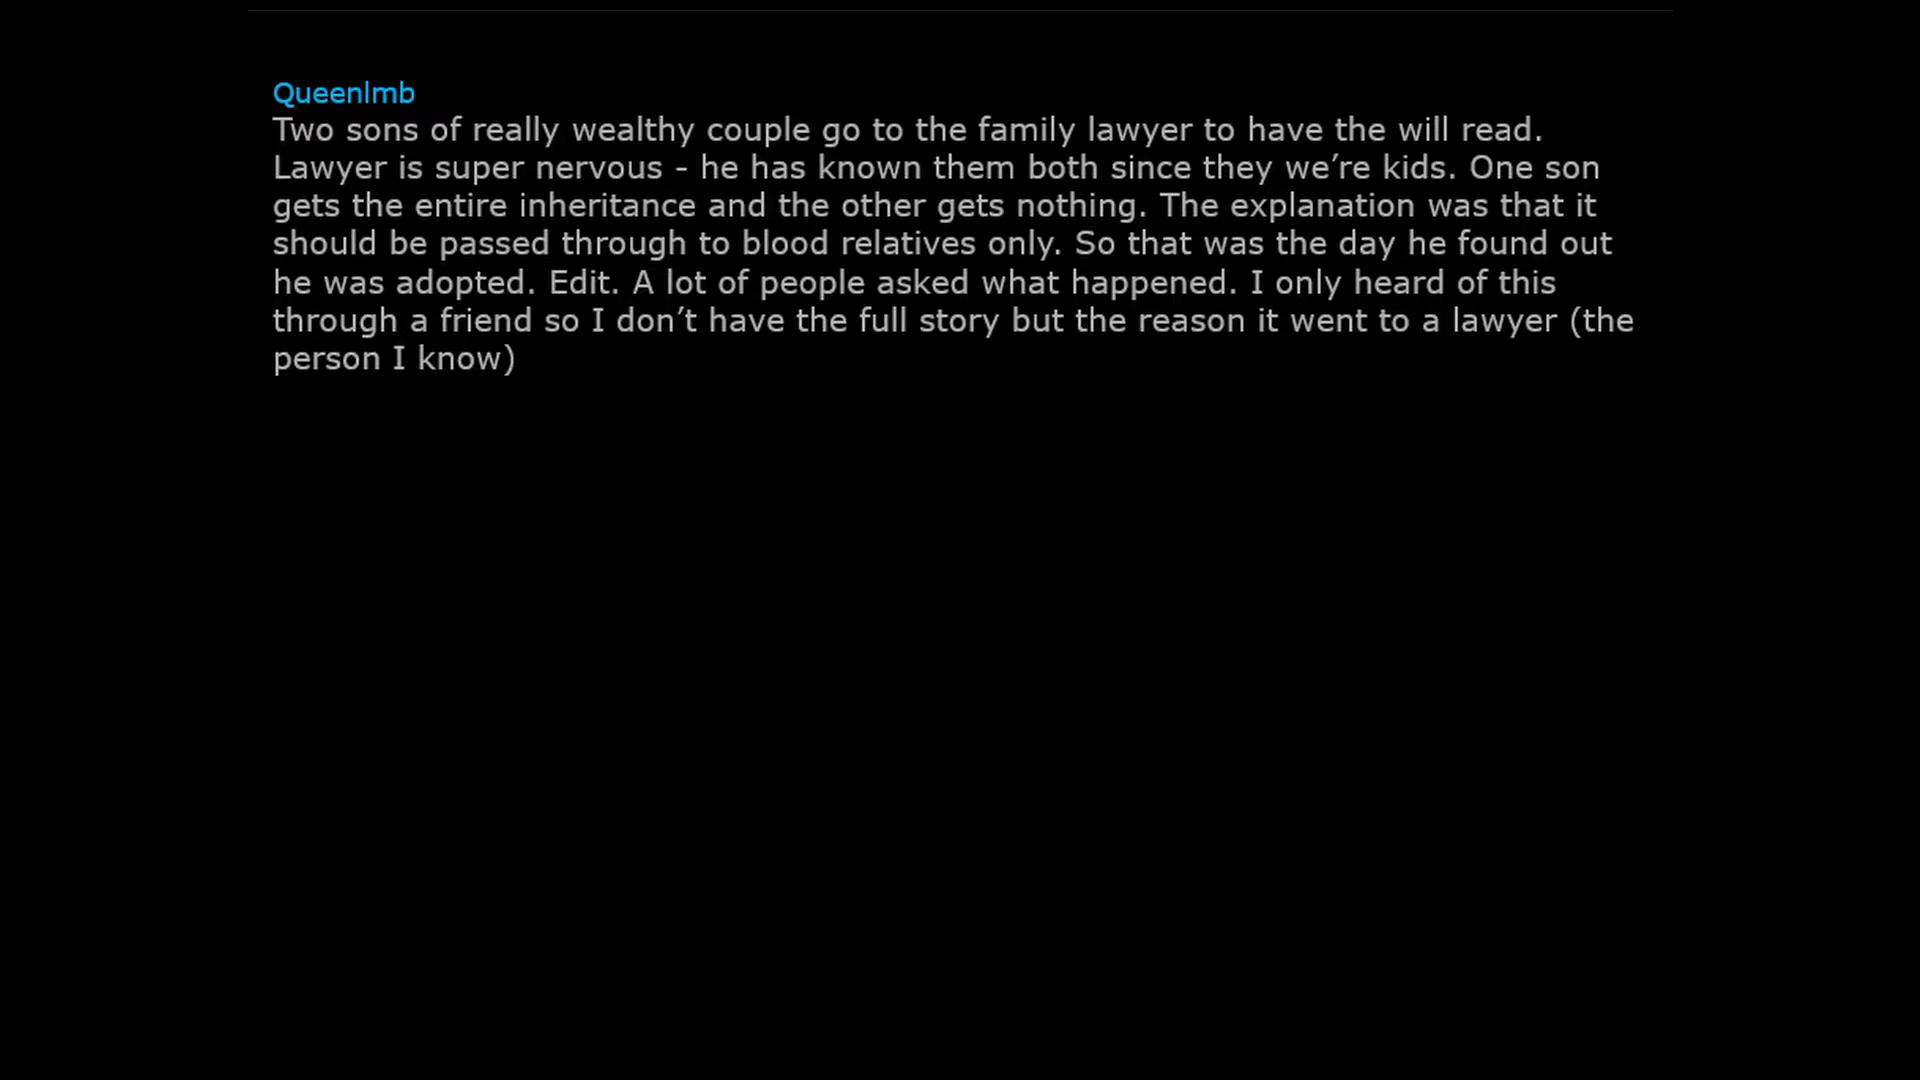 Queenlmb
Two sons of really wealthy couple go to the family lawyer to have the will read.
Lawyer is super nervous - he has known them both since they we’re kids. One son
gets the entire inheritance and the other gets nothing. The explanation was that it
should be passed through to blood relatives only. So that was the day he found out
he was adopted. Edit. A lot of people asked what happened. I only heard of this
through a friend so I don’t have the full story but the reason it went to a lawyer (the
person I know)